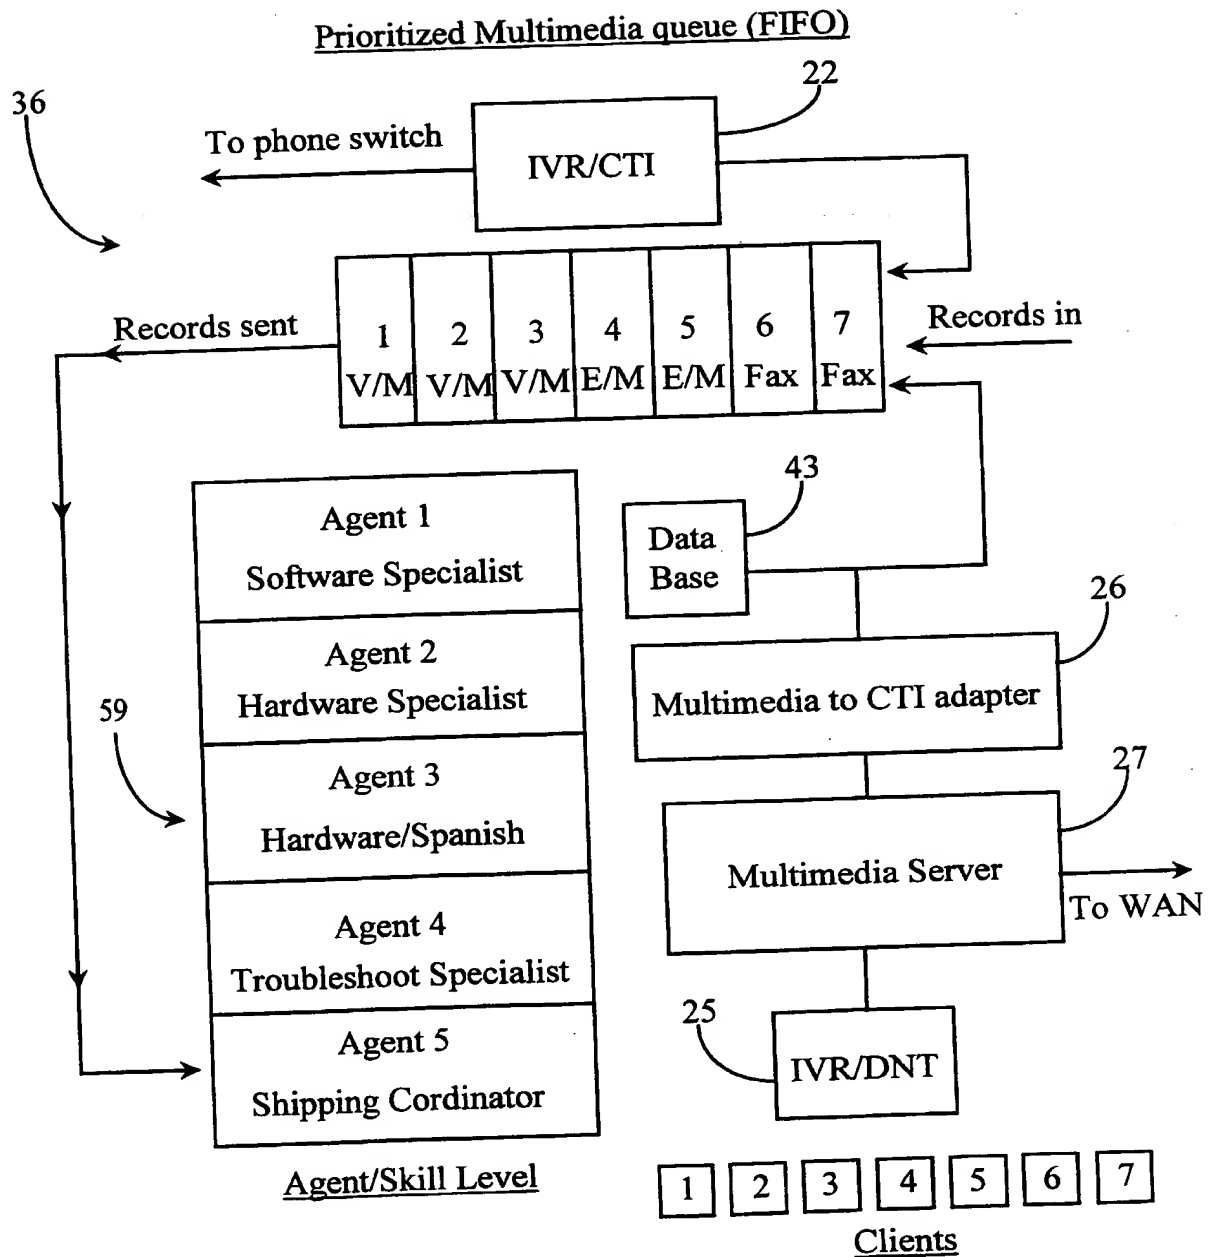 Prioritized Multimedia queue (FIFO)
22
36
To phone switch
IVR/CTI
Records sent
1 2 3 4 5 6 7
V/M V/M V/M E/M E/M Fax Fax
Records in
43
Agent 1
Software Specialist
Data
Base
26
Agent 2
Hardware Specialist
Multimedia to CTI adapter
59
27
Agent 3
Hardware/Spanish
Multimedia Server
To WAN
Agent 4
Troubleshoot Specialist
25
Agent 5
Shipping Cordinator
IVR/DNT
Agent/Skill Level
1 2 3 4 5 6 7
Clients